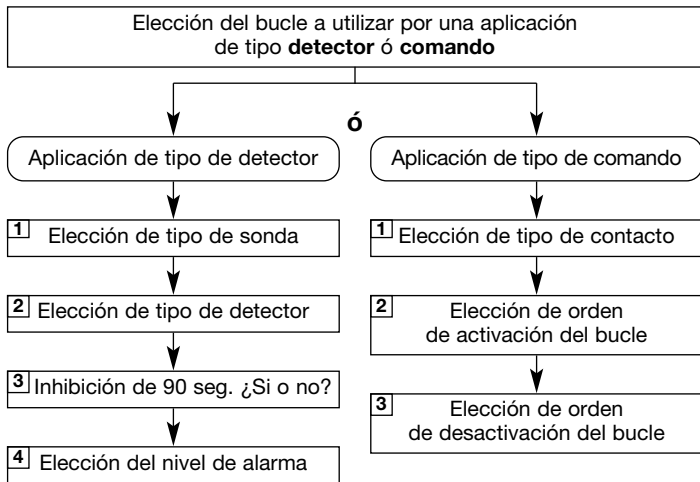 Elección del bucle a utilizar por una aplicación
de tipo detector ó comando
ó
Aplicación de tipo de detector
1 Elección de tipo de sonda
2 Elección de tipo de detector
3 Inhibición de 90 seg. ¿Si o no?
4 Elección del nivel de alarma
Aplicación de tipo de comando
1 Elección de tipo de contacto
2 Elección de orden
de activación del bucle
3 Elección de orden
de desactivación del bucle